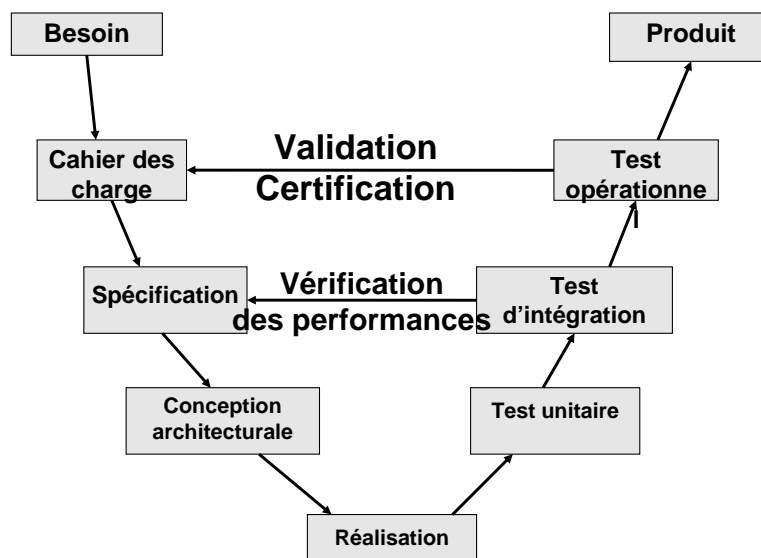 Besoin
Produit
Cahier des
charge
Validation
Certification
Test
opérationne
l
Spécification
Vérification
des performances
Test
d’intégration
Conception
architecturale
Test unitaire
Réalisation